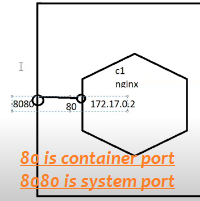 c1
nginx
8080 80 172.17.0.2
80 is container port
8080 is system port